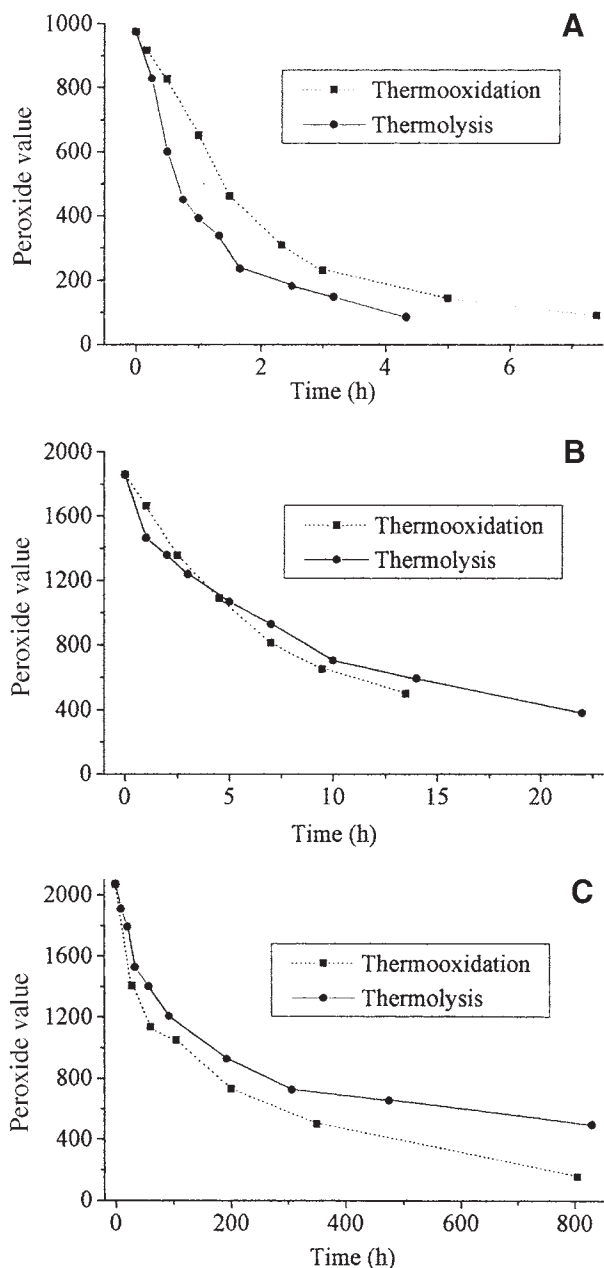 A
1000
800
600
400
200
0
Peroxide value
Thermooxidation
Thermolysis
0 2 4 6
Time (h)
B
2000
1600
1200
800
400
0
Peroxide value
Thermooxidation
Thermolysis
0 5 10 15 20
Time (h)
C
2000
1600
1200
800
400
0
Peroxide value
Thermooxidation
Thermolysis
0 200 400 600 800
Time (h)